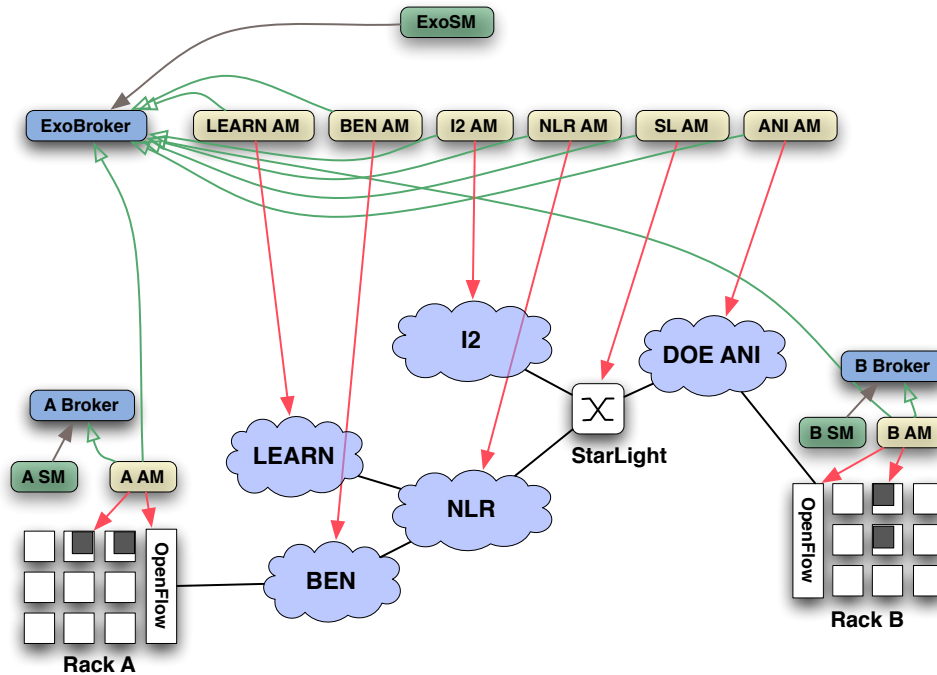 ExoSM
ExoBroker
LEARN AM
BEN AM
I2 AM
NLR AM
SL AM
ANI AM
I2
DOE ANI
B Broker
A Broker
StarLight
B SM
B AM
LEARN
A SM
A AM
NLR
OpenFlow
OpenFlow
BEN
Rack B
Rack A